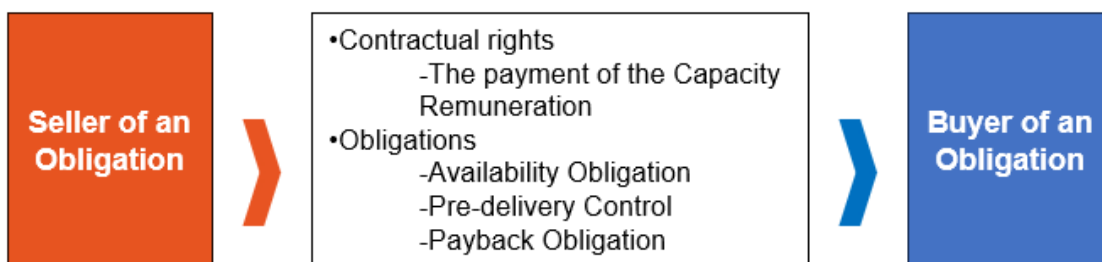 Seller of an
Obligation
•Contractual rights
-The payment of the Capacity
Remuneration
•Obligations
-Availability Obligation
-Pre-delivery Control
-Payback Obligation
Buyer of an
Obligation